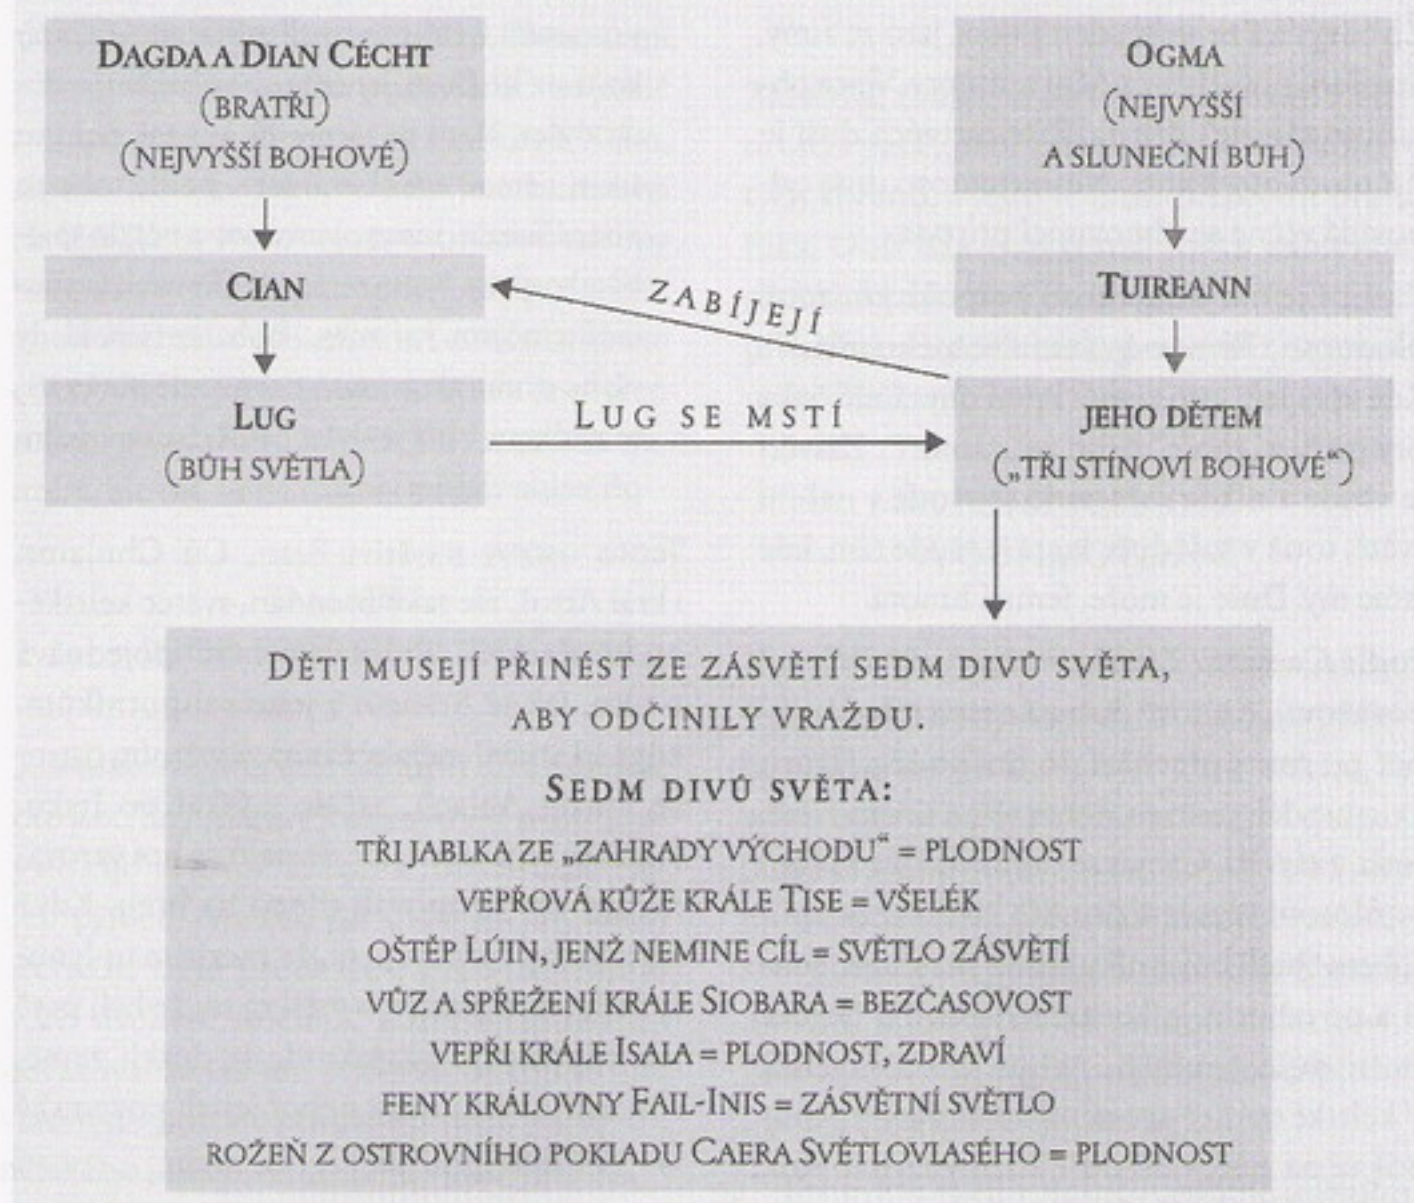 DAGDA A DIAN CÉCHT
(BRATŘI)
(NEJVYŠŠÍ BOHOVÉ)
OGMA
(NEJVYŠŠÍ
A SLUNEČNÍ BŮH)
CIAN
ZABÍJEJÍ
TUIREANN
LUG
(BŮH SVĚTLA)
LUG SE MSTÍ
JEHO DĚTEM
(„TŘI STÍNOVÍ BOHOVÉ“)
DĚTI MUSEJÍ PŘINÉST ZE ZÁSVĚTÍ SEDM DIVŮ SVĚTA,
ABY ODČINILY VRAŽDU.
SEDM DIVŮ SVĚTA:
TŘI JABLKA ZE „ZAHRADY VÝCHODU“ = PLODNOST
VEPŘOVÁ KŮŽE KRÁLE TISE = VŠELÉK
OŠTĚP LÚIN, JENŽ NEMINE CÍL = SVĚTLO ZÁSVĚTÍ
VŮZ A SPŘEŽENÍ KRÁLE SIOBARA = BEZČASOVOST
VEPŘI KRÁLE ISALA = PLODNOST, ZDRAVÍ
FENY KRÁLOVNY FAIL-INIS = ZÁSVĚTNÍ SVĚTLO
ROŽEŇ Z OSTROVNÍHO POKLADU CAERA SVĚTLOVLASÉHO = PLODNOST